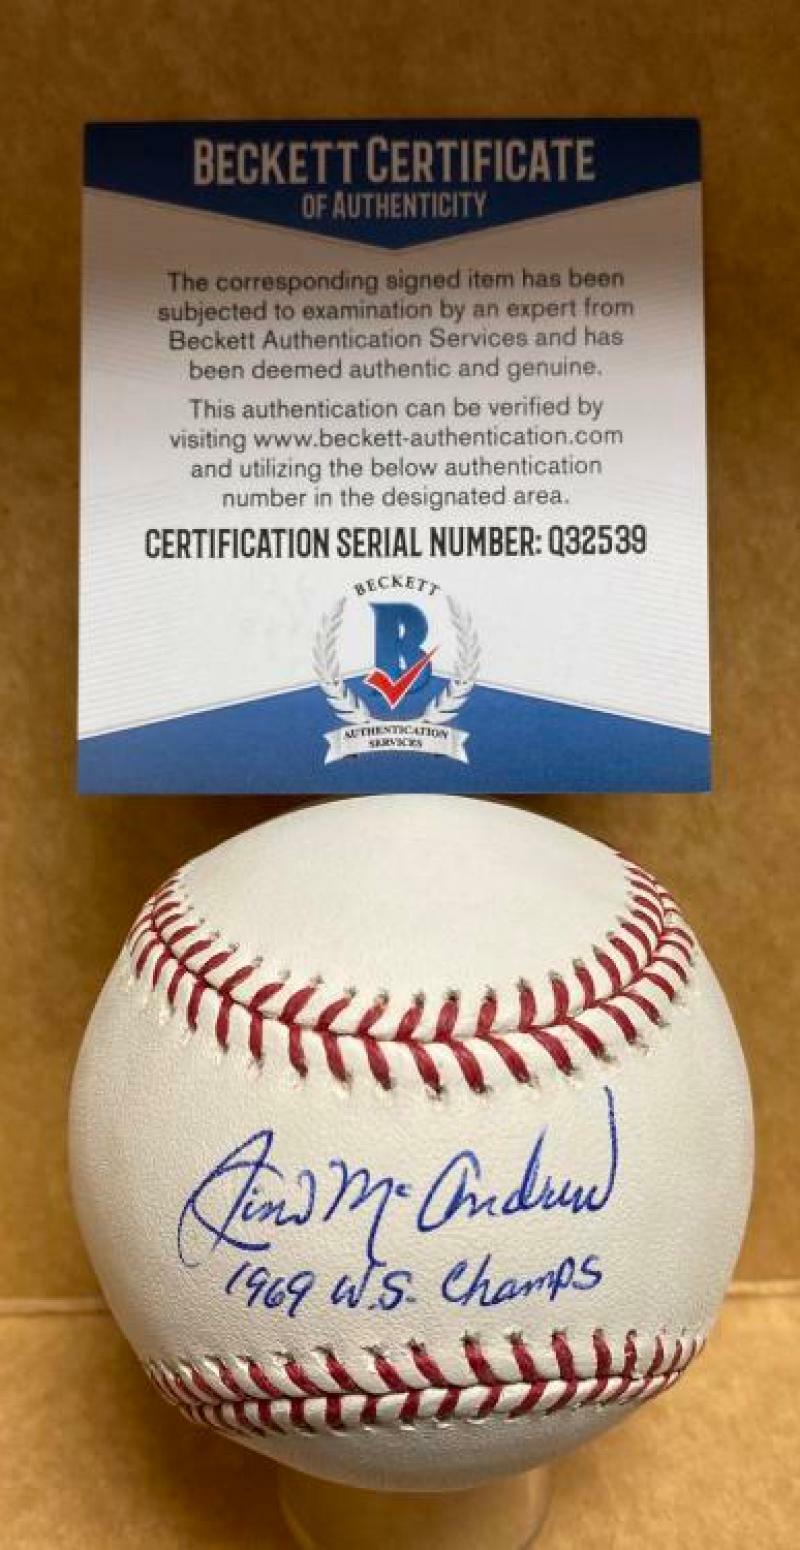 BECKETT CERTIFICATE
OF AUTHENTICITY
The corresponding signed item has been
subjected to examination by an expert from
Beckett Authentication Services and has
been deemed authentic and genuine.
This authentication can be verified by
visiting www.beckett-authentication.com
and utilizing the below authentication
number in the designated area.
CERTIFICATION SERIAL NUMBER: Q32539
BECKETT
B
AUTHENTICATION
SERVICES
Jim McAndrew
1969 W.S. Champs